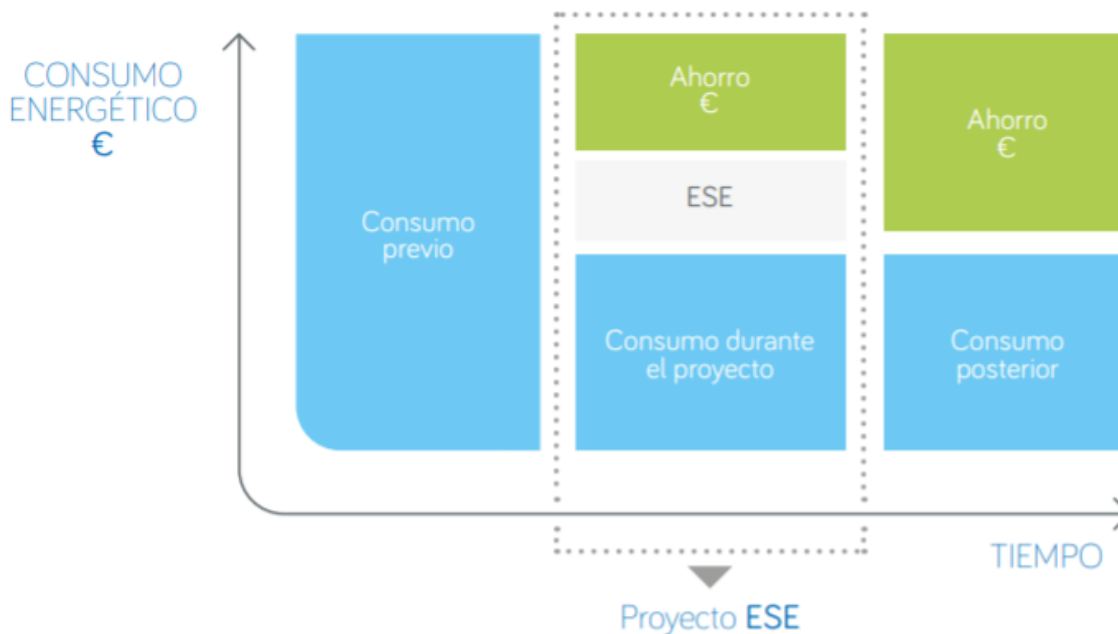 CONSUMO
ENERGÉTICO
€
Consumo
previo
Ahorro
€
ESE
Consumo durante
el proyecto
Ahorro
€
Consumo
posterior
TIEMPO
Proyecto ESE